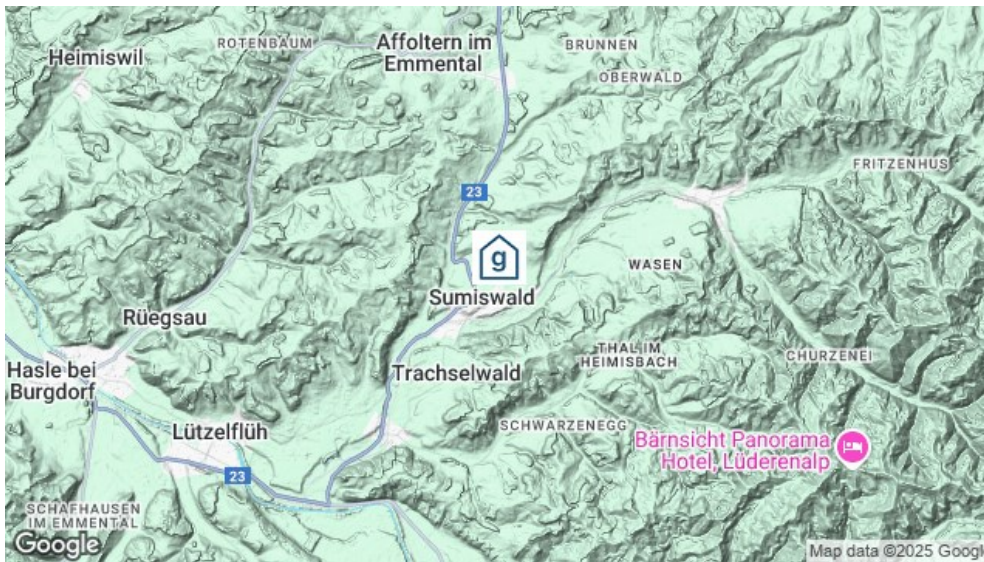 Heimiswil
ROTENBAUM
Affoltern im
Emmental
BRUNNEN
OBERWALD
FRITZENHUS
23
g
WASEN
Sumiswald
Rüegsau
THAL IM
HEIMISBACH
CHURZENEI
Hasle bei
Burgdorf
Trachselwald
Lützelflüh
SCHWARZENEGG
Bärnsicht Panorama
Hotel, Lüderenalp
23
SCHAFHAUSEN
IM EMMENTAL
Google
Map data ©2025 Googl